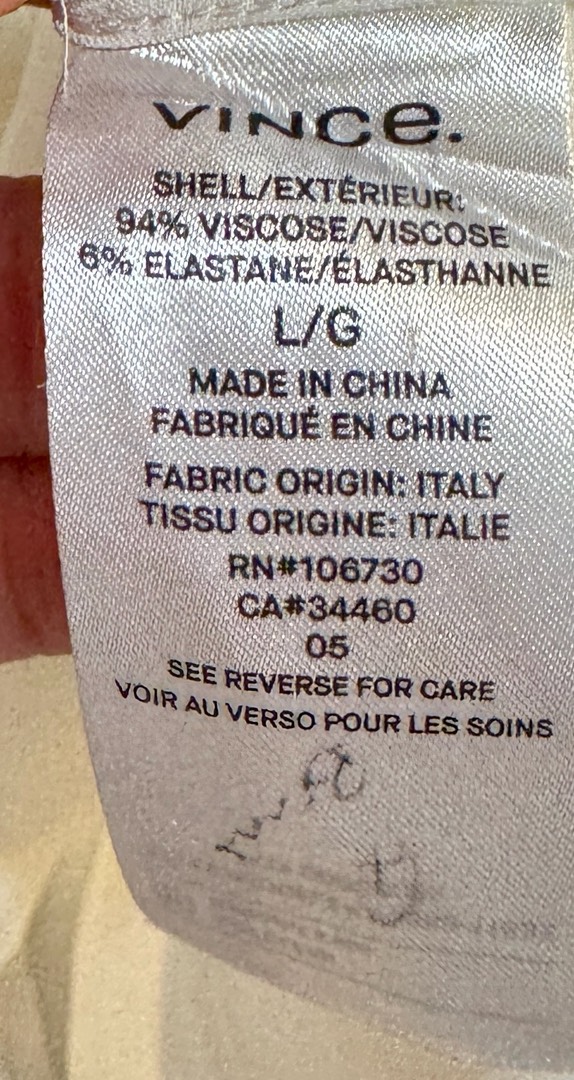 VINCE.
SHELL/EXTÉRIEUR:
94% VISCOSE/VISCOSE
6% ELASTANE/ÉLASTHANNE
L/G
MADE IN CHINA
FABRIQUÉ EN CHINE
FABRIC ORIGIN: ITALY
TISSU ORIGINE: ITALIE
RN#106730
CA#34460
05
SEE REVERSE FOR CARE
VOIR AU VERSO POUR LES SOINS